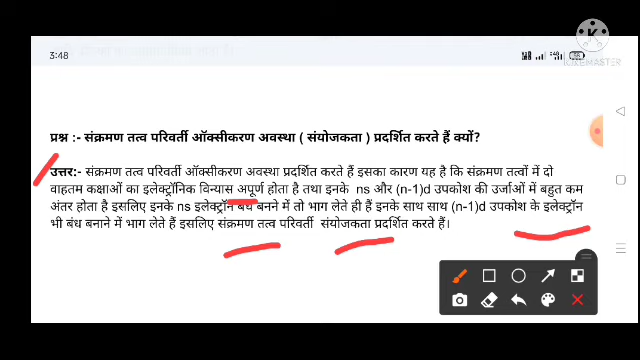 3:48
KINEMASTER
प्रश्न :- संक्रमण तत्व परिवर्ती ऑक्सीकरण अवस्था ( संयोजकता ) प्रदर्शित करते हैं क्यों?
उत्तर:- संक्रमण तत्व परिवर्ती ऑक्सीकरण अवस्था प्रदर्शित करते हैं इसका कारण यह है कि संक्रमण तत्वों में दो
वाहतम कक्षाओं का इलेक्ट्रॉनिक विन्यास अपूर्ण होता है तथा इनके ns और (n-1)d उपकोश की उर्जाओं में बहुत कम
अंतर होता है इसलिए इनके ns इलेक्ट्रॉन बंध बनने में तो भाग लेते ही हैं इनके साथ साथ (n-1)d उपकोश के इलेक्ट्रॉन
भी बंध बनाने में भाग लेते हैं इसलिए संक्रमण तत्व परिवर्ती संयोजकता प्रदर्शित करते हैं।